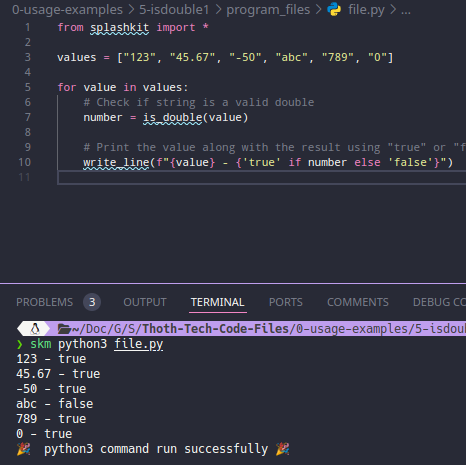 0-usage-examples > 5-isdouble1 > program_files > file.py > ...
1 from splashkit import *
2
3 values = ["123", "45.67", "-50", "abc", "789", "0"]
4
5 for value in values:
6 # Check if string is a valid double
7 number = is_double(value)
8
9 # Print the value along with the result using "true" or "f
10 write_line(f"{value} - {'true' if number else 'false'}")
11
PROBLEMS 3 OUTPUT TERMINAL PORTS COMMENTS DEBUG CO
~/Doc/G/S/Thoth-Tech-Code-Files/0-usage-examples/5-isdoub
❯ skm python3 file.py
123 - true
45.67 - true
-50 - true
abc - false
789 - true
0 - true
🎉 python3 command run successfully 🎉